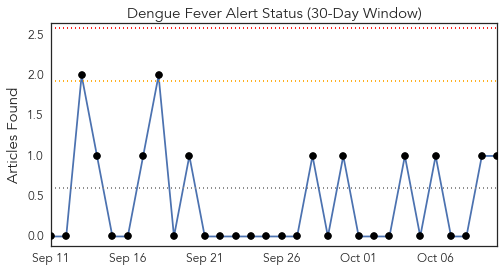 Dengue Fever Alert Status (30-Day Window)
Articles Found
2.5
2.0
1.5
1.0
0.5
0.0
Sep 11 Sep 16 Sep 21 Sep 26 Oct 01 Oct 06